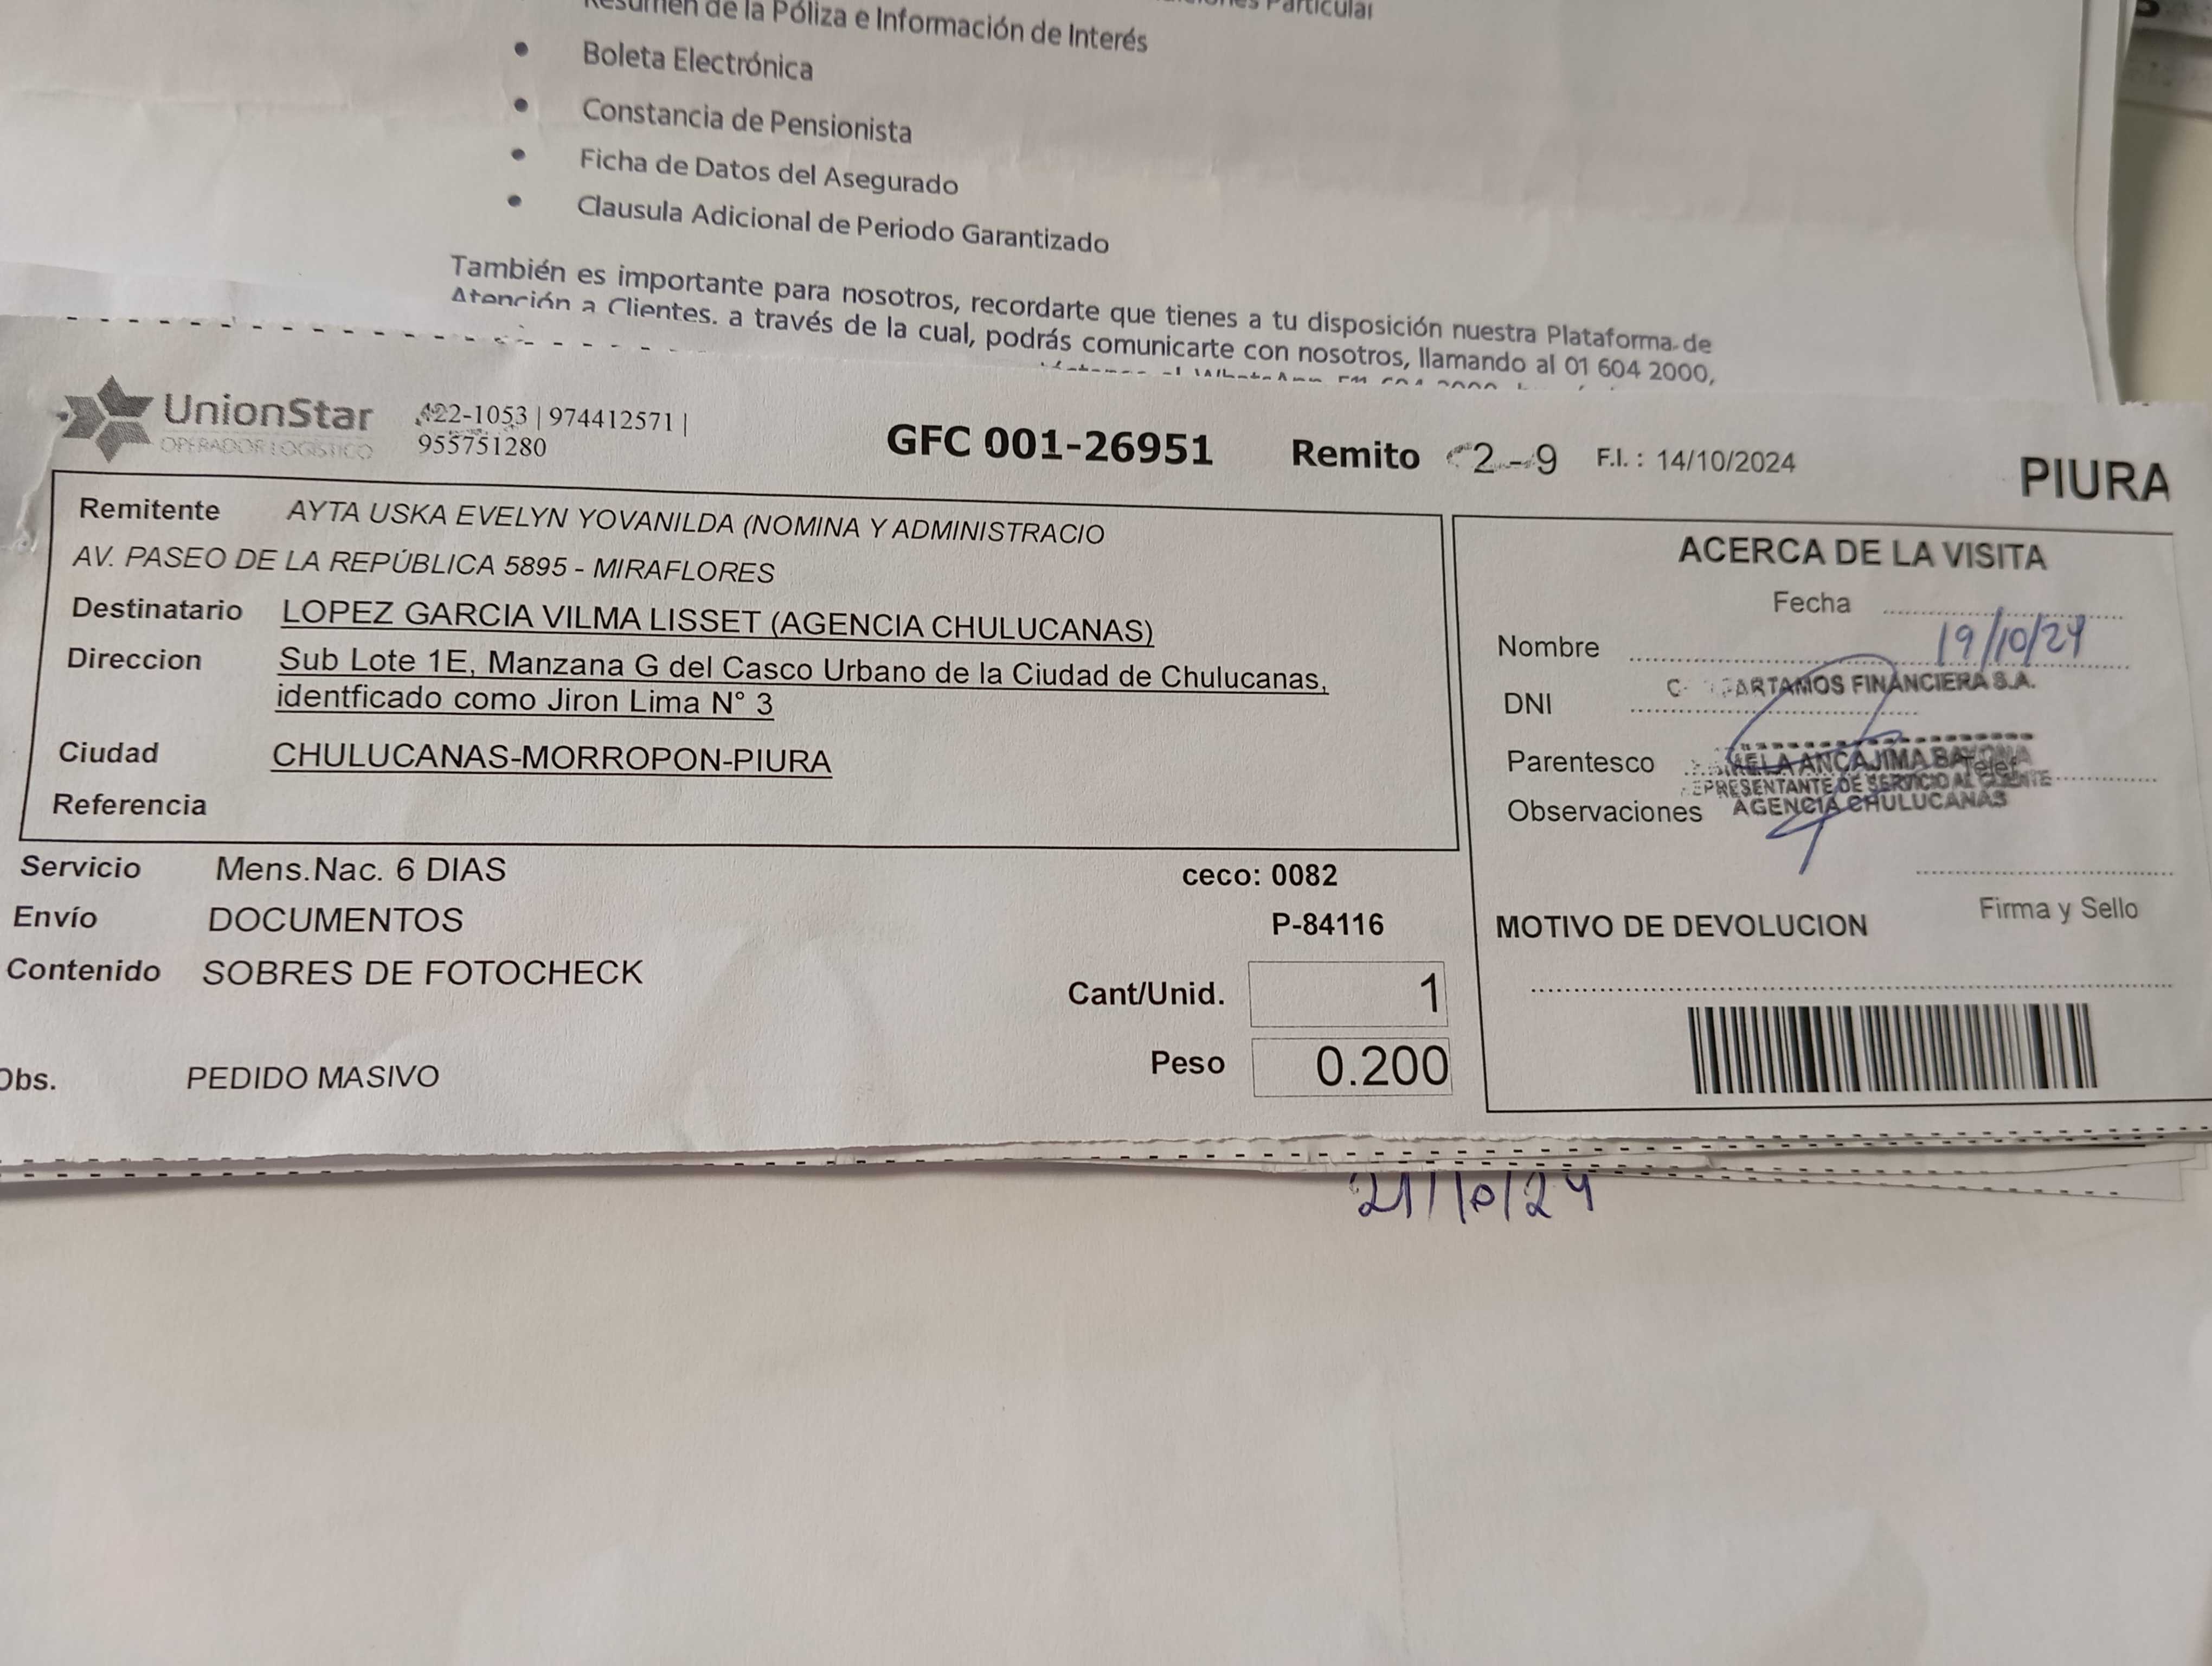 Resumen de la Póliza e Información de Interés
• Boleta Electrónica
• Constancia de Pensionista
• Ficha de Datos del Asegurado
• Clausula Adicional de Periodo Garantizado
También es importante para nosotros, recordarte que tienes a tu disposición nuestra Plataforma de
Atención a Clientes, a través de la cual, podrás comunicarte con nosotros, llamando al 01 604 2000,
UnionStar
OPERADOR LOGÍSTICO
422-1053 | 974412571 |
955751280
GFC 001-26951
Remito
F.I. : 14/10/2024
PIURA
Remitente AYTA USKA EVELYN YOVANILDA (NOMINA Y ADMINISTRACIO
AV. PASEO DE LA REPÚBLICA 5895 - MIRAFLORES
Destinatario LOPEZ GARCIA VILMA LISSET (AGENCIA CHULUCANAS)
Direccion Sub Lote 1E, Manzana G del Casco Urbano de la Ciudad de Chulucanas,
identficado como Jiron Lima N° 3
Ciudad CHULUCANAS-MORROPON-PIURA
Referencia
Servicio Mens.Nac. 6 DIAS
ceco: 0082
Envío DOCUMENTOS
P-84116
Contenido SOBRES DE FOTOCHECK
Cant/Unid. 1
Peso 0.200
Obs. PEDIDO MASIVO
ACERCA DE LA VISITA
Fecha
19/10/24
Nombre
FINANCIERA S.A.
DNI
Parentesco
ANCAJIMA
Telef
REPRESENTANTE DE SERVICIO AL CLIENTE
Observaciones
AGENCIA CHULUCANAS
Firma y Sello
MOTIVO DE DEVOLUCION
21/10/24